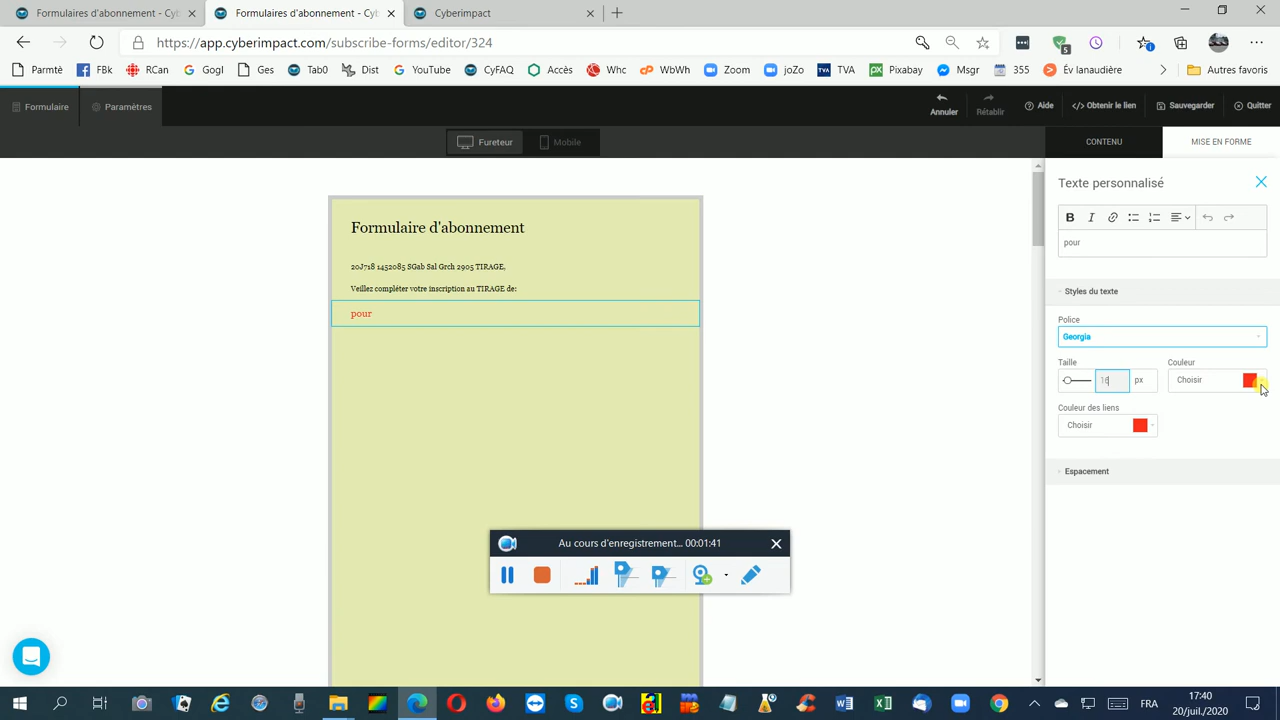 Formulaires d'abonnement - Cyb
Formulaires d'abonnement - Cyb
Cyberimpact
https://app.cyberimpact.com/subscribe-forms/editor/324
5
Parmtè
FBk
RCan
Gogl
Ges
Tab0
Dist
YouTube
CyFAQ
Accès
Whc
WbWh
Zoom
joZo
TVA
Pixabay
Msgr
355
Év lanaudière
Autres favoris
Formulaire
Paramètres
Annuler
Rétablir
Aide
Obtenir le lien
Sauvegarder
Quitter
Fureteur
Mobile
CONTENU
MISE EN FORME
Texte personnalisé
pour
Styles du texte
Police
Georgia
Taille
Couleur
16
px
Choisir
Couleur des liens
Choisir
Espacement
Formulaire d'abonnement
20J718 1452085 SGab Sal Grch 2905 TIRAGE,
Veillez compléter votre inscription au TIRAGE de:
pour
Au cours d'enregistrement... 00:01:41
FRA
17:40
20/juil./2020